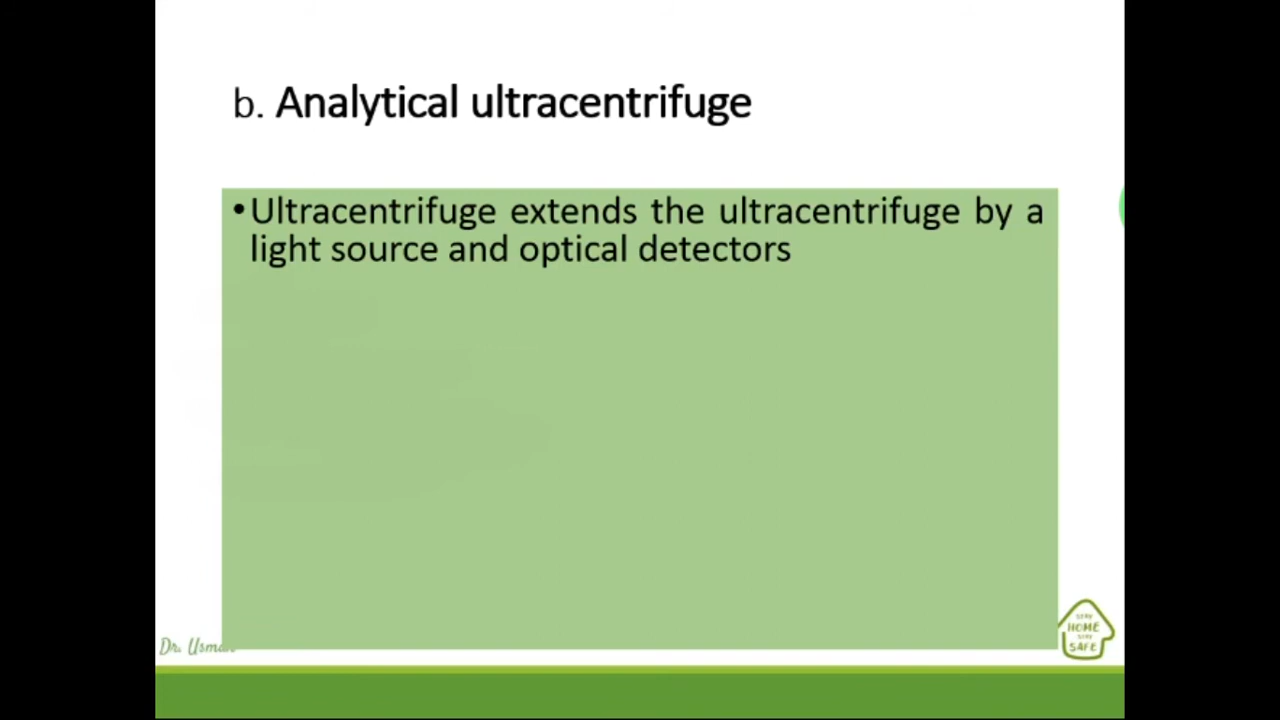 b. Analytical ultracentrifuge
•Ultracentrifuge extends the ultracentrifuge by a
light source and optical detectors
Dr. Usman
STAY
HOME
STAY
SAFE